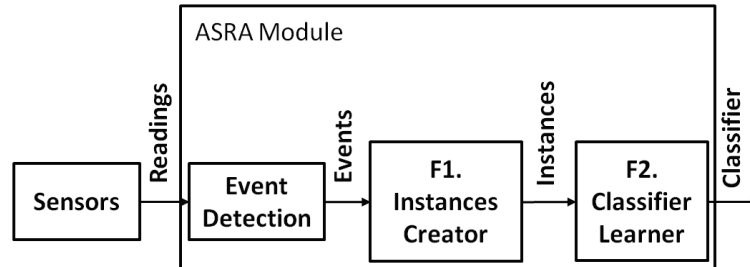 ASRA Module
Readings
Events
Instances
Classifier
Sensors
Event
Detection
F1.
Instances
Creator
F2.
Classifier
Learner